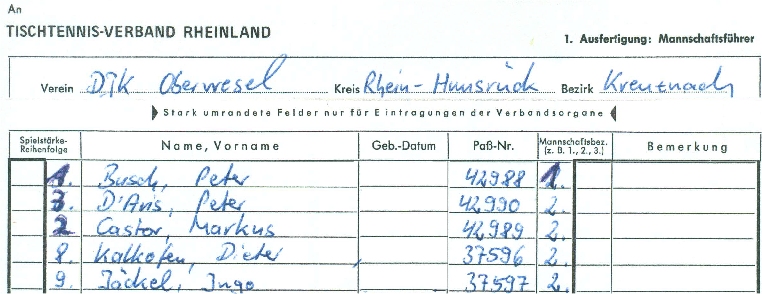 An
TISCHTENNIS-VERBAND RHEINLAND
1. Ausfertigung: Mannschaftsführer
Verein DJK Oberwesel Kreis Rhein-Hunsrück Bezirk Kreuznach
Stark umrandete Felder nur für Eintragungen der Verbandsorgane
Spielstärke-Reihenfolge Name, Vorname Geb.-Datum Paß-Nr. Mannschaftsbez. (z. B. 1., 2., 3.) Bemerkung
1. Busch, Peter 42988 1.
3. D'Avis, Peter 42990 2.
2 Castor, Markus 42989 2.
8. Kalkofen, Dieter 37596 2.
9. Jäckel, Ingo 37597 2.